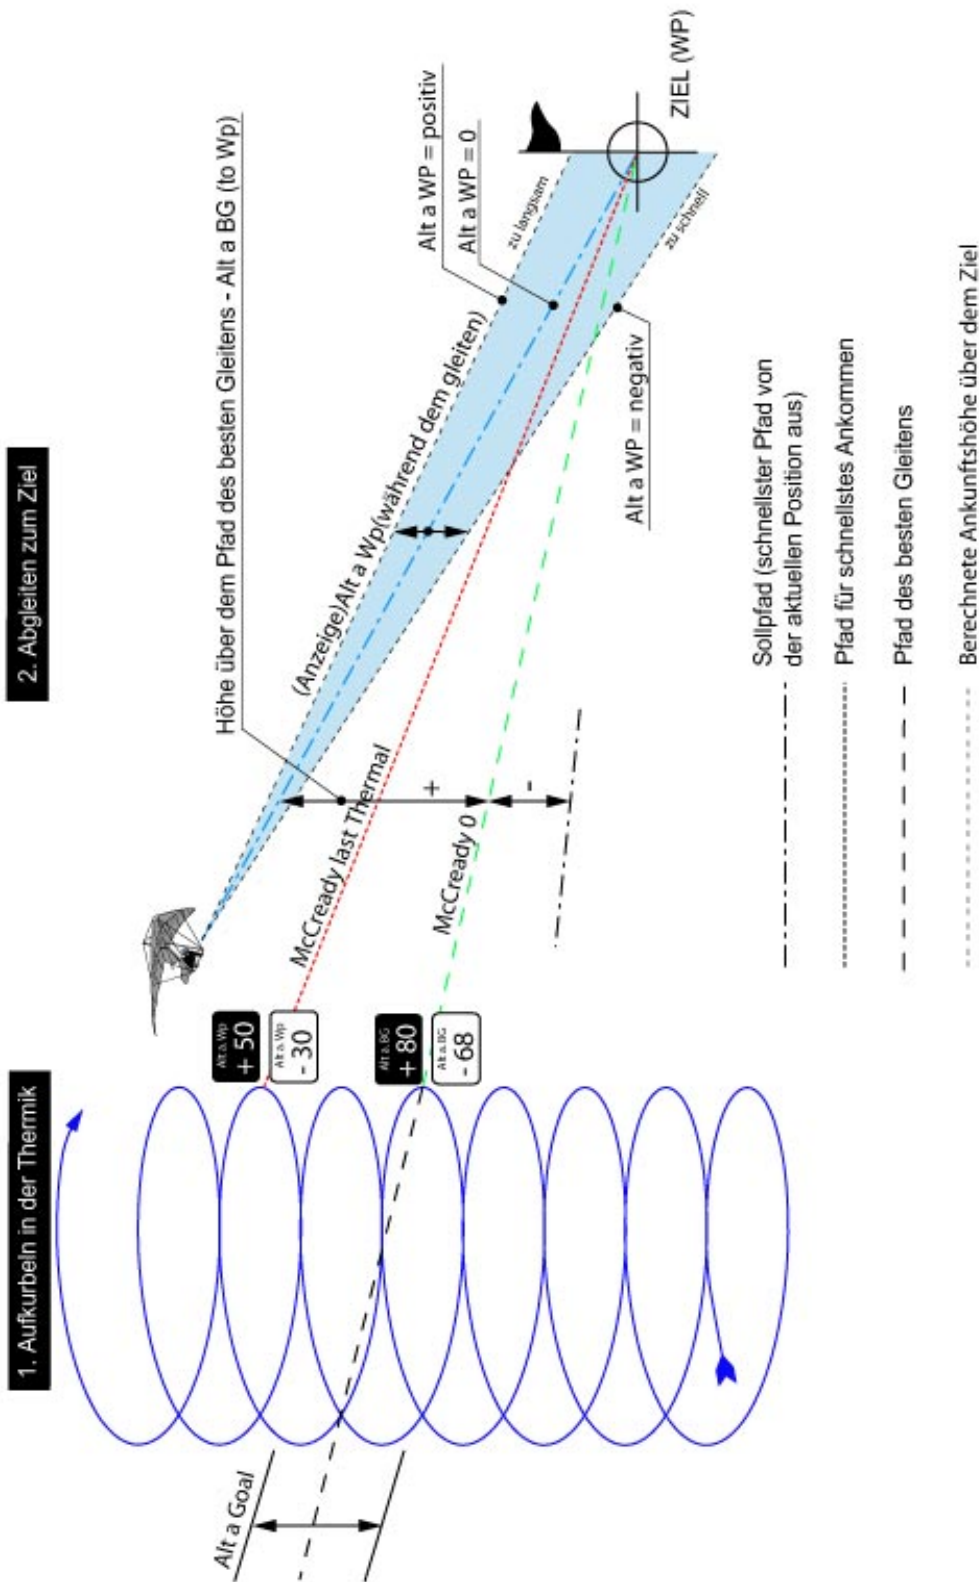 1. Aufkurbeln in der Thermik
2. Abgleiten zum Ziel
Alt a Goal
Alt a. Wp
+ 50
Alt a. Wp
- 30
Alt a. BG
+80
Alt a. BG
-68
Höhe über dem Pfad des besten Gleitens - Alt a BG (to Wp)
(Anzeige)Alt a Wp(während dem gleiten)
McCready last Thermal
McCready 0
+
-
Alt a WP = positiv
Alt a WP = 0
zu langsam
zu schnell
Alt a WP = negativ
ZIEL (WP)
Sollpfad (schnellster Pfad von
der aktuellen Position aus)
Pfad für schnellstes Ankommen
Pfad des besten Gleitens
Berechnete Ankunftshöhe über dem Ziel